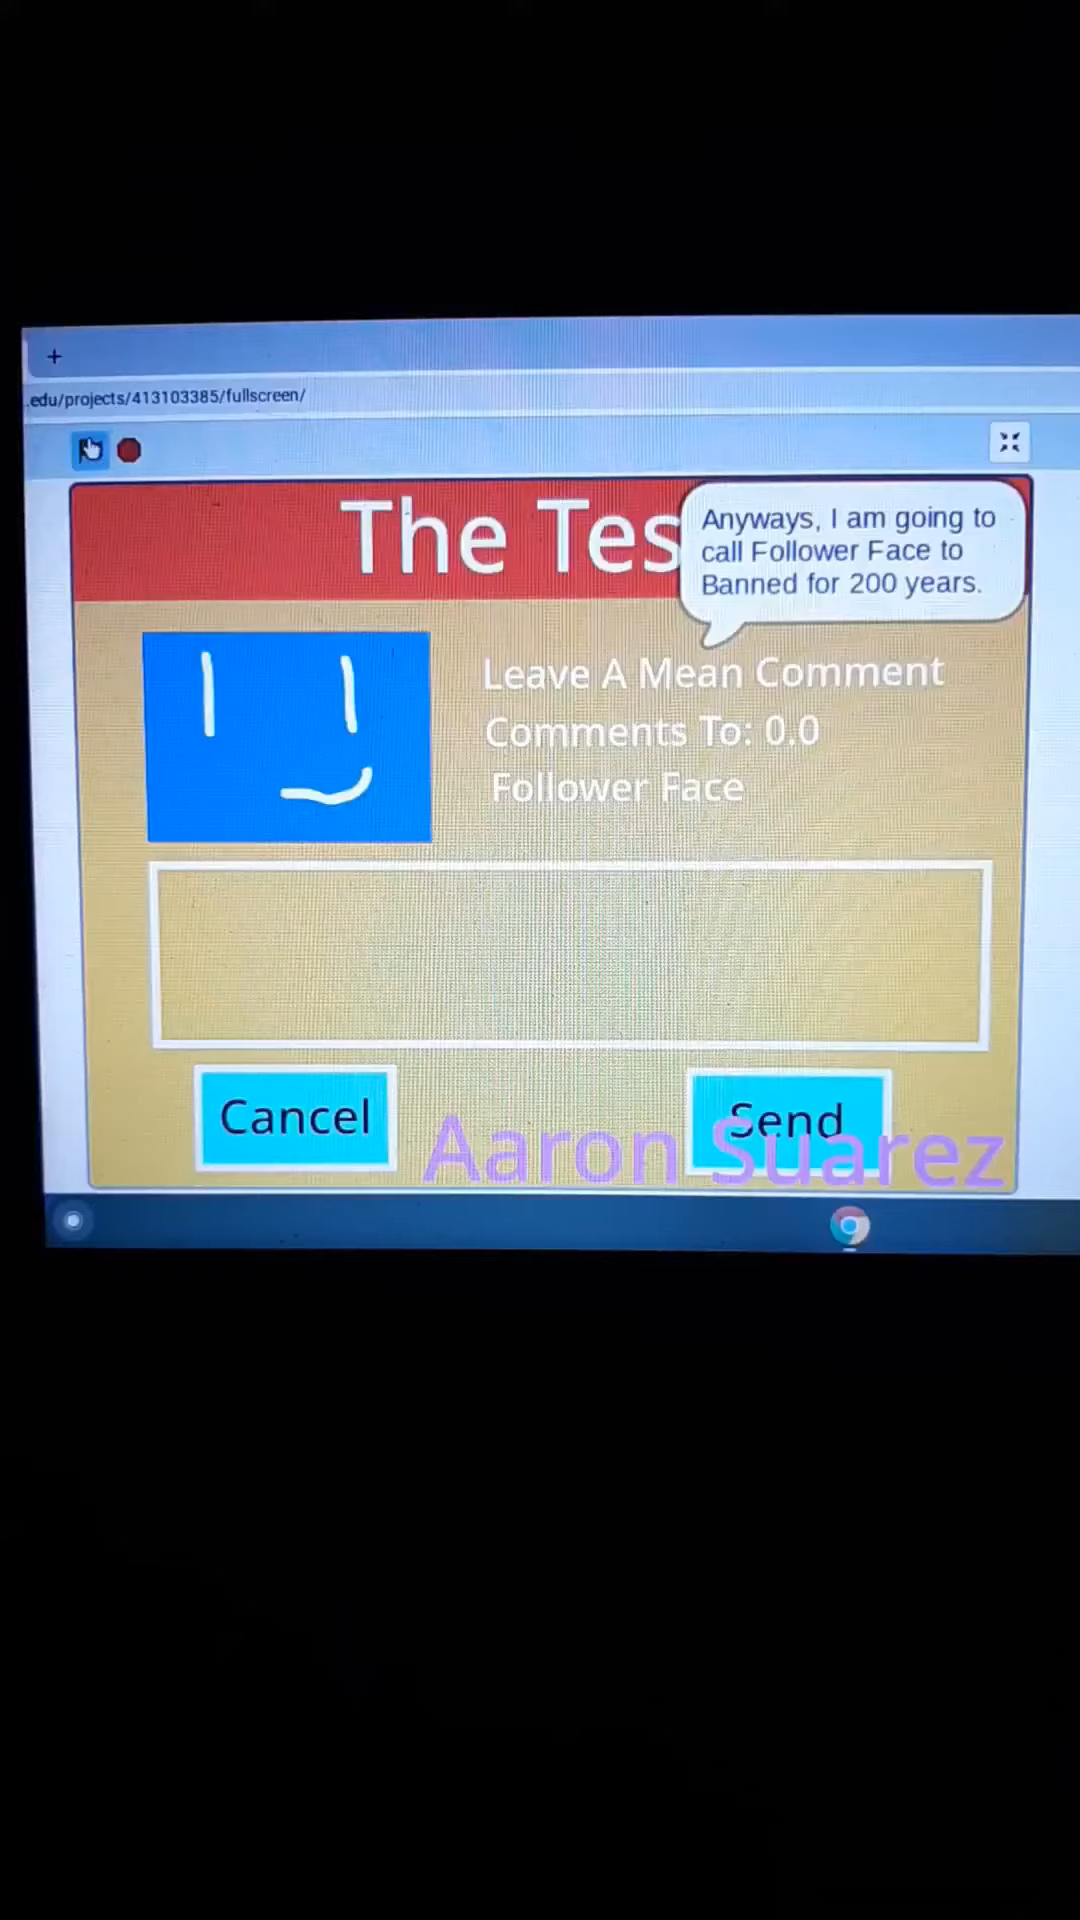 +
.edu/projects/413103385/fullscreen/
The Tes
Anyways, I am going to
call Follower Face to
Banned for 200 years.
Leave A Mean Comment
Comments To: 0.0
Follower Face
Cancel
Send
Aaron Suarez